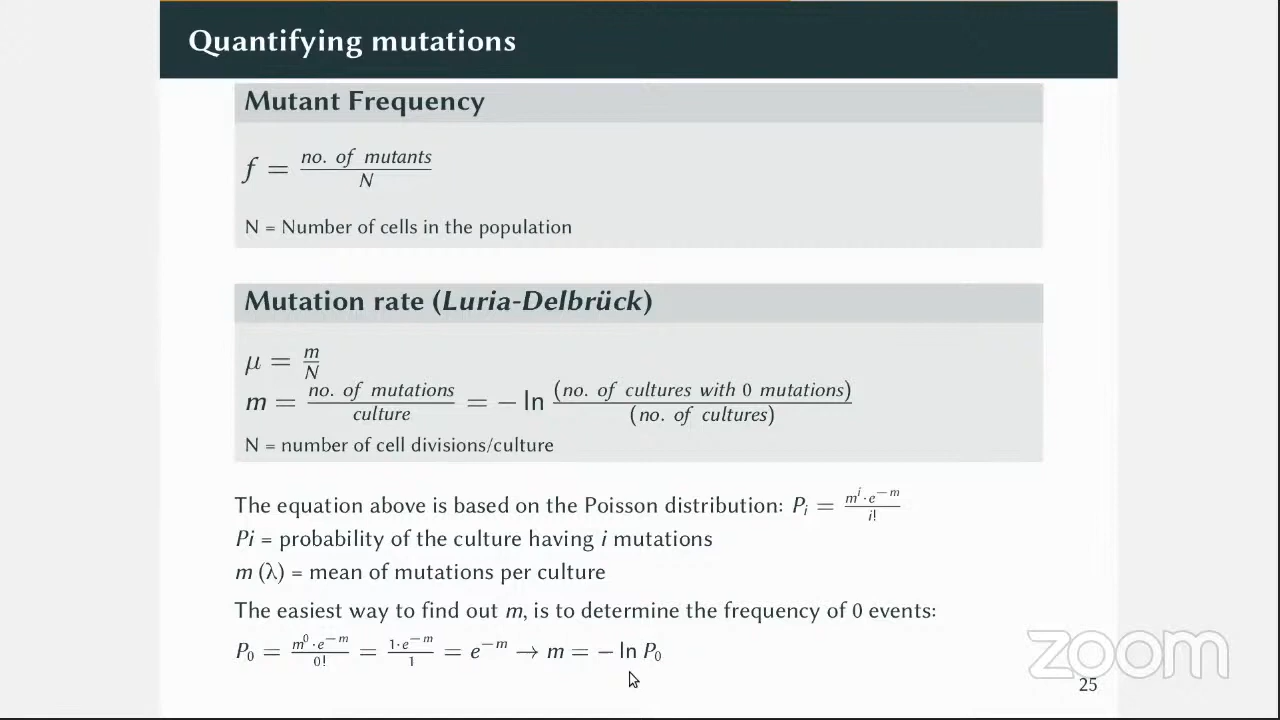 Quantifying mutations
Mutant Frequency
f = no. of mutants / N
N = Number of cells in the population
Mutation rate (Luria-Delbrück)
μ = m / N
m = no. of mutations / culture = − ln (no. of cultures with 0 mutations) / (no. of cultures)
N = number of cell divisions/culture
The equation above is based on the Poisson distribution: Pᵢ = mⁱ·e⁻ᵐ / i!
Pi = probability of the culture having i mutations
m (λ) = mean of mutations per culture
The easiest way to find out m, is to determine the frequency of 0 events:
P₀ = m⁰·e⁻ᵐ / 0! = 1·e⁻ᵐ / 1 = e⁻ᵐ → m = − ln P₀
zoom
25